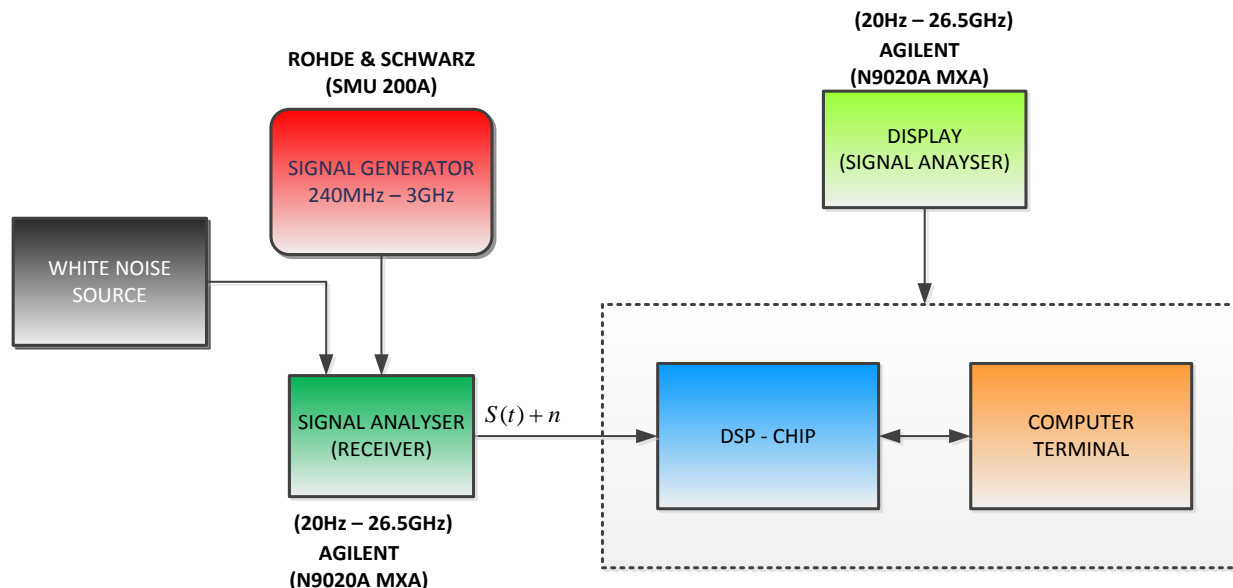 (20Hz – 26.5GHz)
AGILENT
(N9020A MXA)
ROHDE & SCHWARZ
(SMU 200A)
DISPLAY
(SIGNAL ANAYSER)
SIGNAL GENERATOR
240MHz – 3GHz
WHITE NOISE
SOURCE
SIGNAL ANALYSER
(RECEIVER)
S(t) + n
DSP - CHIP
COMPUTER
TERMINAL
(20Hz – 26.5GHz)
AGILENT
(N9020A MXA)